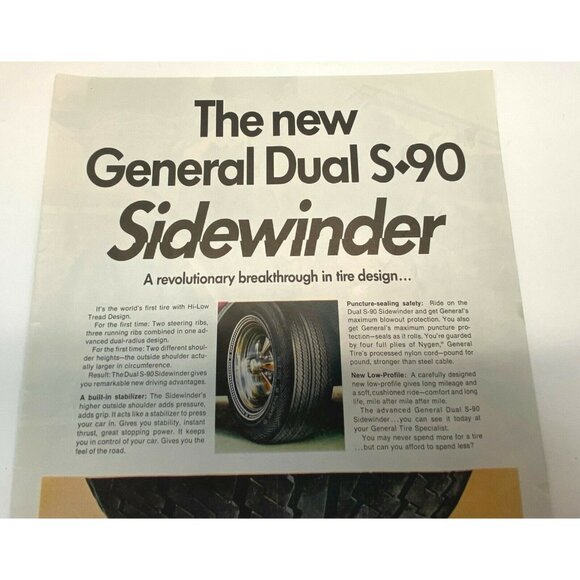 The new
General Dual S•90
Sidewinder
A revolutionary breakthrough in tire design...
It's the world's first tire with Hi-Low
Tread Design.
For the first time: Two steering ribs,
three running ribs combined in one ad-
vanced dual-radius design.
For the first time: Two different shoul-
der heights—the outside shoulder actu-
ally larger in circumference.
Result: The Dual S-90 Sidewinder gives
you remarkable new driving advantages.
A built-in stabilizer: The Sidewinder's
higher outside shoulder adds pressure,
adds grip. It acts like a stabilizer to press
your car in. Gives you stability, instant
thrust, great stopping power. It keeps
you in control of your car. Gives you the
feel of the road.
Puncture-sealing safety: Ride on the
Dual S-90 Sidewinder and get General's
maximum blowout protection. You also
get General's maximum puncture pro-
tection—seals as it rolls. You're guarded
by four full plies of Nygen,® General
Tire's processed nylon cord—pound for
pound, stronger than steel cable.
New Low-Profile: A carefully designed
new low-profile gives long mileage and
a soft, cushioned ride—comfort and long
life, mile after mile after mile.
The advanced General Dual S-90
Sidewinder...you can see it today at
your General Tire Specialist.
You may never spend more for a tire
...but can you afford to spend less?